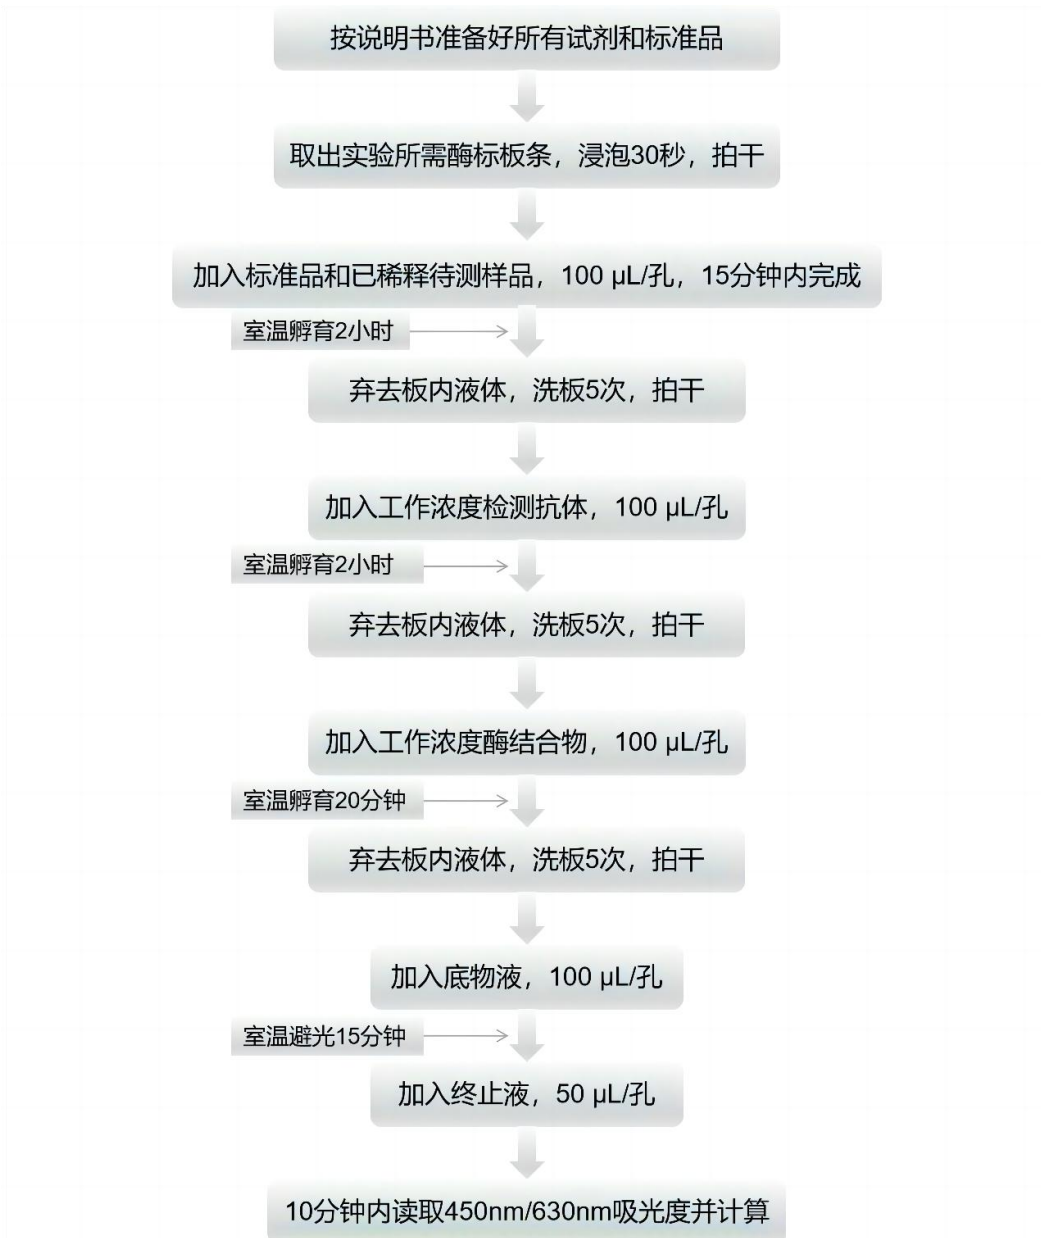 按说明书准备好所有试剂和标准品
取出实验所需酶标板条，浸泡30秒，拍干
加入标准品和已稀释待测样品，100 μL/孔，15分钟内完成
室温孵育2小时
弃去板内液体，洗板5次，拍干
加入工作浓度检测抗体，100 μL/孔
室温孵育2小时
弃去板内液体，洗板5次，拍干
加入工作浓度酶结合物，100 μL/孔
室温孵育20分钟
弃去板内液体，洗板5次，拍干
加入底物液，100 μL/孔
室温避光15分钟
加入终止液，50 μL/孔
10分钟内读取450nm/630nm吸光度并计算